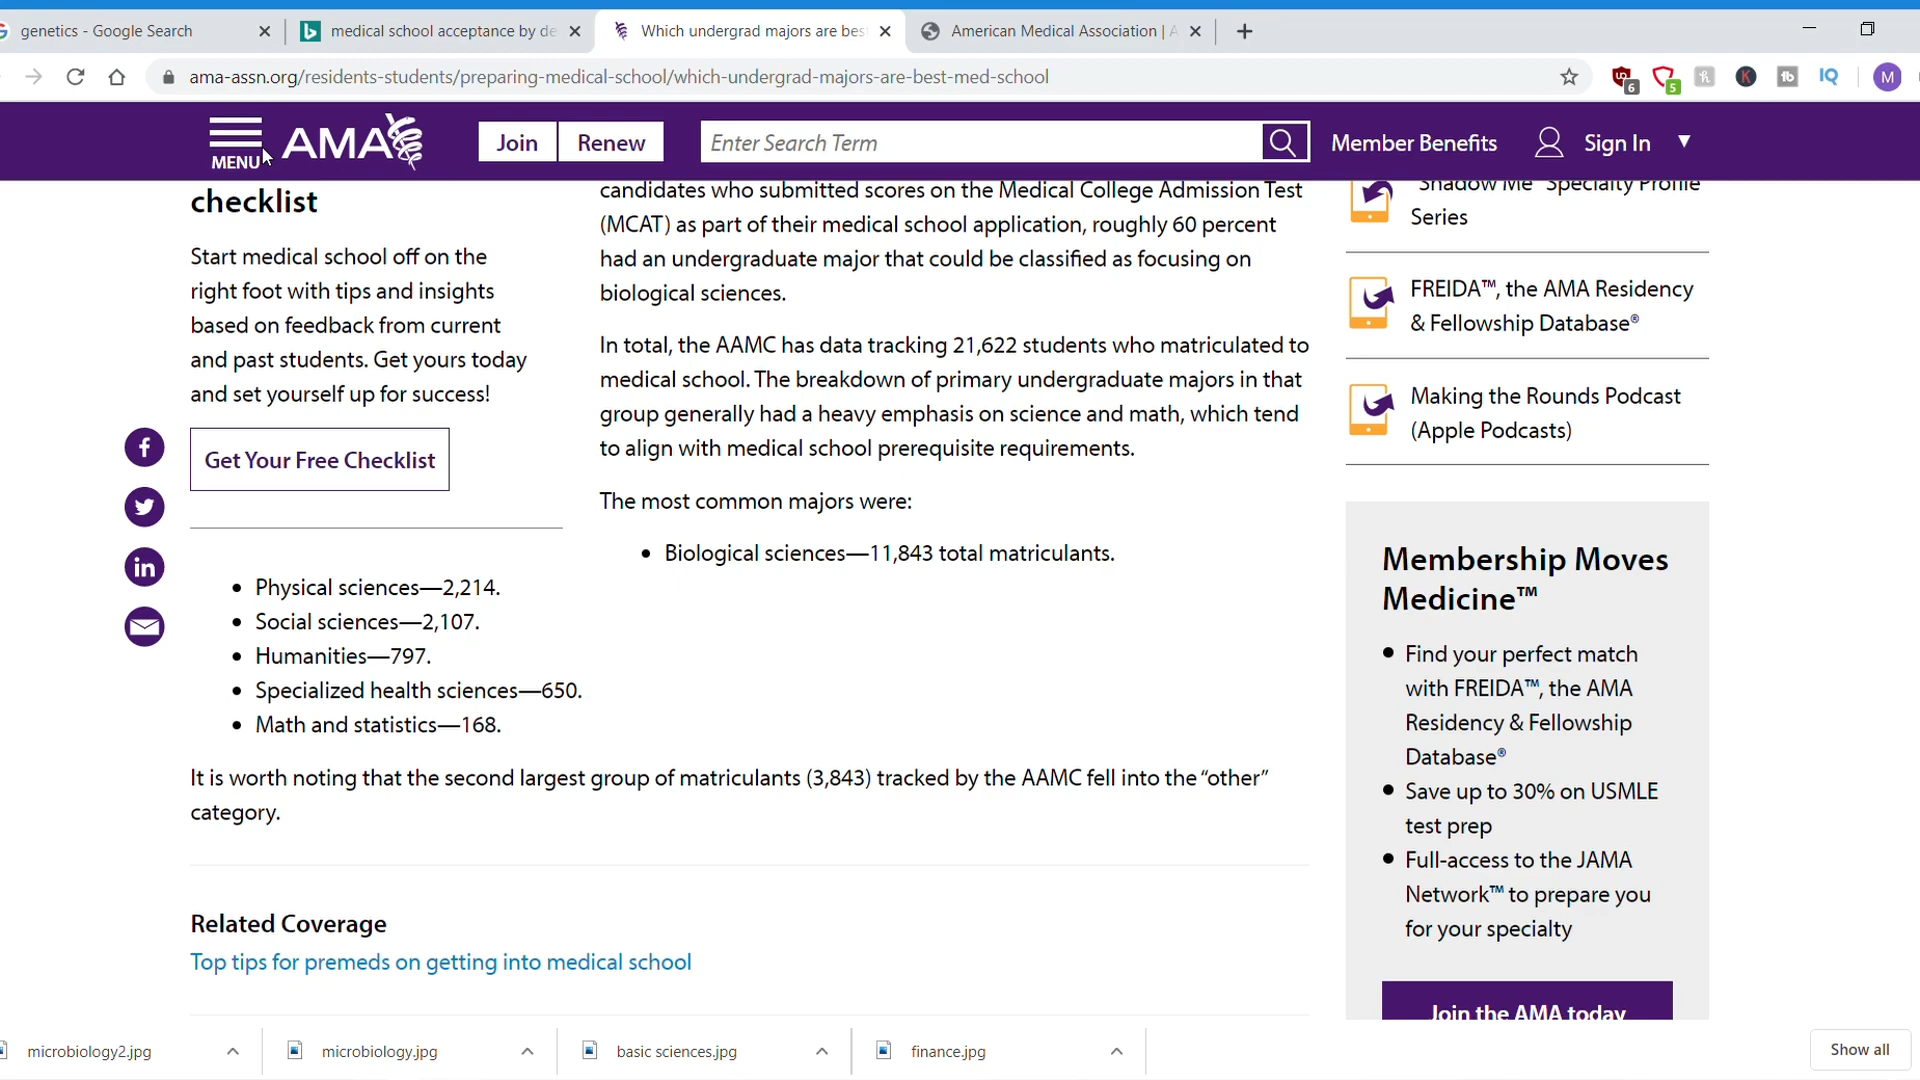 genetics - Google Search
medical school acceptance by de
Which undergrad majors are bes
American Medical Association | A
ama-assn.org/residents-students/preparing-medical-school/which-undergrad-majors-are-best-med-school
6
5
tb
IQ
M
MENU
AMA
Join
Renew
Enter Search Term
Member Benefits
Sign In
checklist
Start medical school off on the
right foot with tips and insights
based on feedback from current
and past students. Get yours today
and set yourself up for success!
Get Your Free Checklist
candidates who submitted scores on the Medical College Admission Test
(MCAT) as part of their medical school application, roughly 60 percent
had an undergraduate major that could be classified as focusing on
biological sciences.
In total, the AAMC has data tracking 21,622 students who matriculated to
medical school. The breakdown of primary undergraduate majors in that
group generally had a heavy emphasis on science and math, which tend
to align with medical school prerequisite requirements.
The most common majors were:
• Biological sciences—11,843 total matriculants.
• Physical sciences—2,214.
• Social sciences—2,107.
• Humanities—797.
• Specialized health sciences—650.
• Math and statistics—168.
It is worth noting that the second largest group of matriculants (3,843) tracked by the AAMC fell into the “other”
category.
Related Coverage
Top tips for premeds on getting into medical school
"Shadow Me" Specialty Profile
Series
FREIDA™, the AMA Residency
& Fellowship Database®
Making the Rounds Podcast
(Apple Podcasts)
Membership Moves
Medicine™
• Find your perfect match
with FREIDA™, the AMA
Residency & Fellowship
Database®
• Save up to 30% on USMLE
test prep
• Full-access to the JAMA
Network™ to prepare you
for your specialty
Join the AMA today
microbiology2.jpg
microbiology.jpg
basic sciences.jpg
finance.jpg
Show all